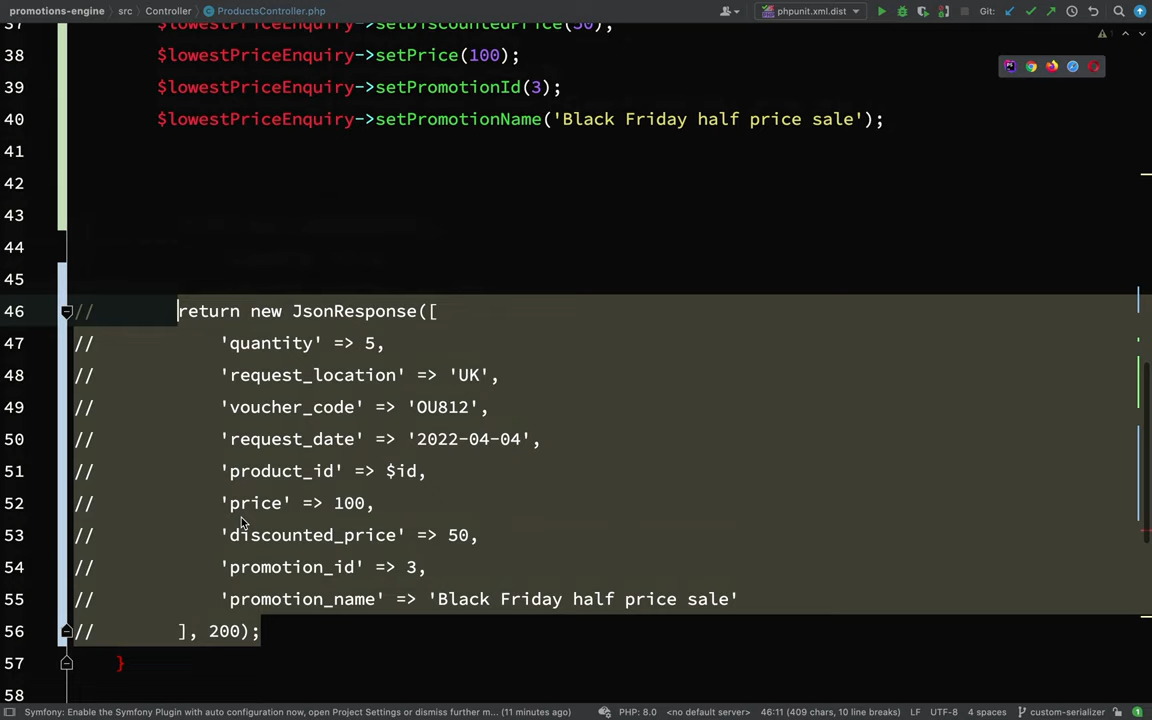 promotions-engine › src › Controller › ProductsController.php
phpunit.xml.dist
Git:
37 $lowestPriceEnquiry->setDiscountedPrice(50);
38 $lowestPriceEnquiry->setPrice(100);
39 $lowestPriceEnquiry->setPromotionId(3);
40 $lowestPriceEnquiry->setPromotionName('Black Friday half price sale');
41
42
43
44
45
46 // return new JsonResponse([
47 // 'quantity' => 5,
48 // 'request_location' => 'UK',
49 // 'voucher_code' => 'OU812',
50 // 'request_date' => '2022-04-04',
51 // 'product_id' => $id,
52 // 'price' => 100,
53 // 'discounted_price' => 50,
54 // 'promotion_id' => 3,
55 // 'promotion_name' => 'Black Friday half price sale'
56 // ], 200);
57 }
58
Symfony: Enable the Symfony Plugin with auto configuration now, open Project Settings or dismiss further m... (11 minutes ago) PHP: 8.0 <no default server> 46:11 (409 chars, 10 line breaks) LF UTF-8 4 spaces custom-serializer